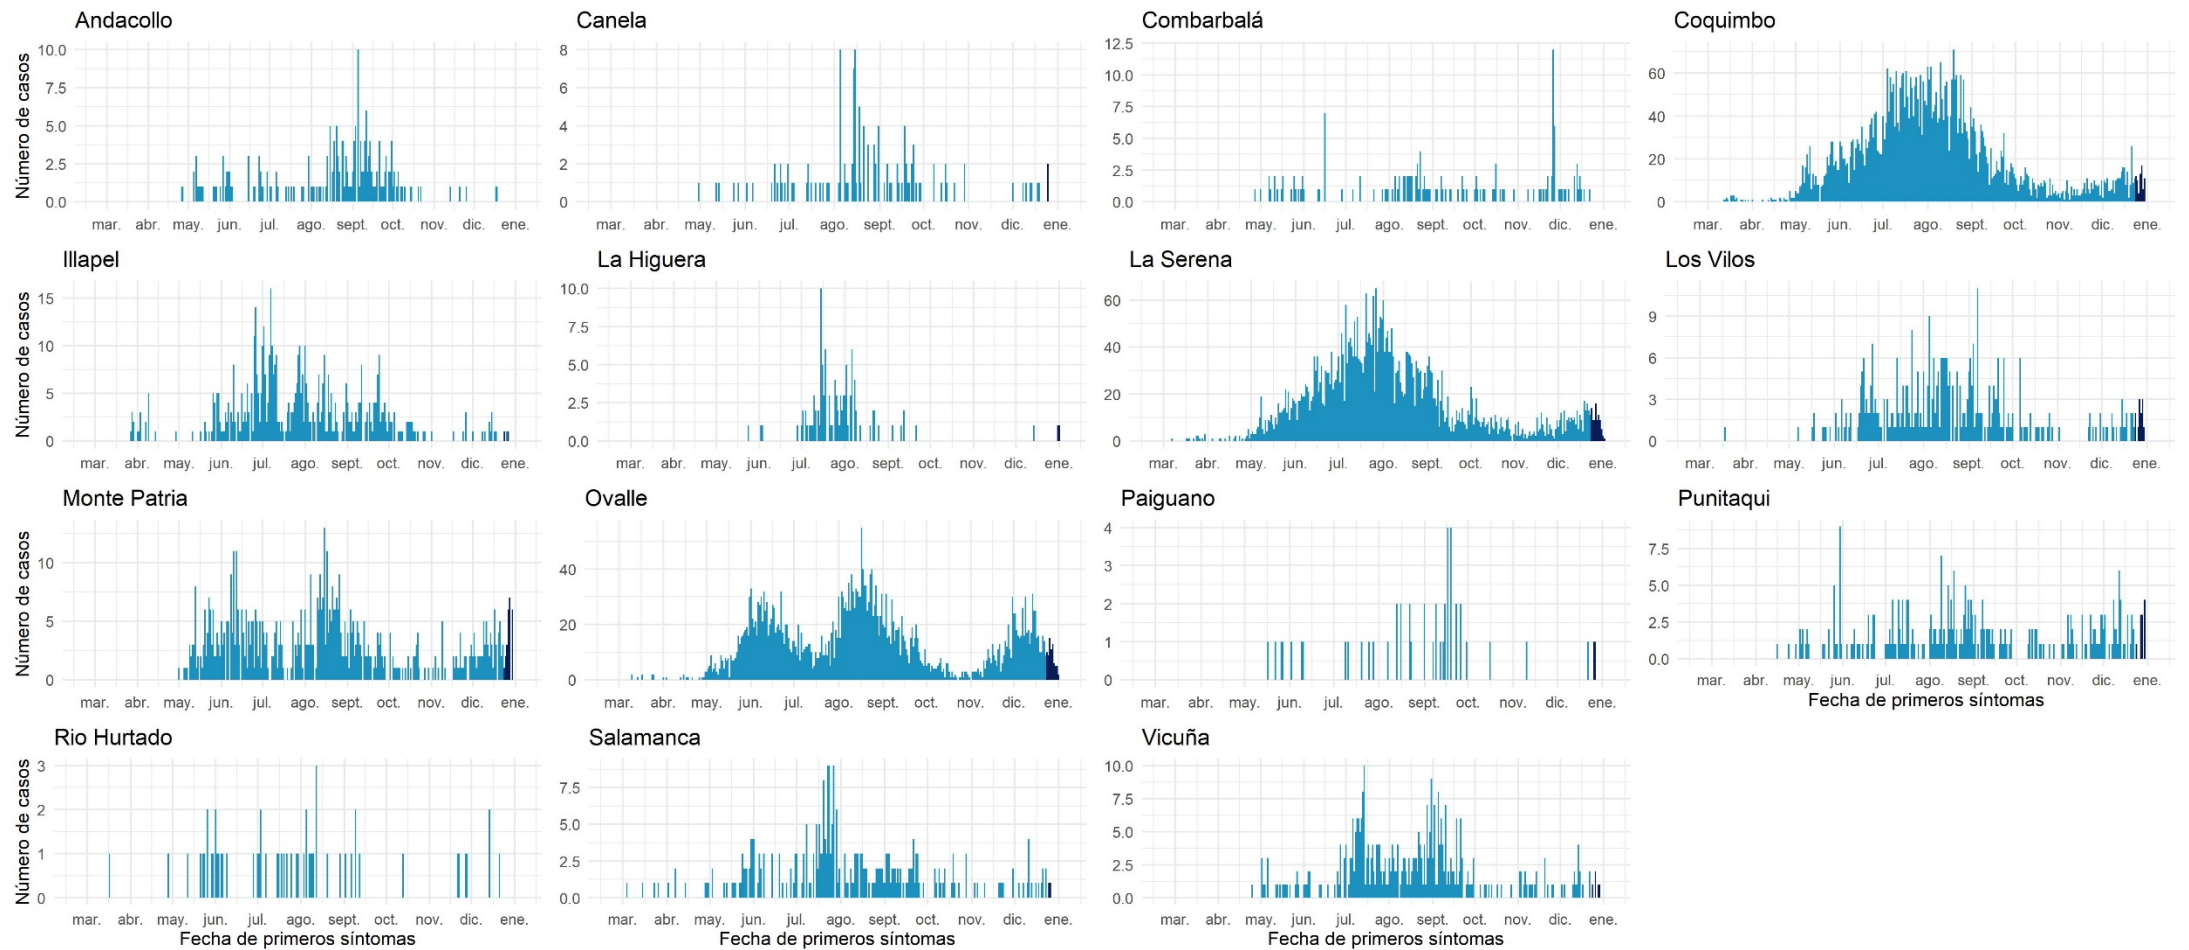 Andacollo
Canela
Combarbalá
Coquimbo
Número de casos
10.0
7.5
5.0
2.5
0.0
8
6
4
2
0
12.5
10.0
7.5
5.0
2.5
0.0
60
40
20
0
mar. abr. may. jun. jul. ago. sept. oct. nov. dic. ene.
mar. abr. may. jun. jul. ago. sept. oct. nov. dic. ene.
mar. abr. may. jun. jul. ago. sept. oct. nov. dic. ene.
mar. abr. may. jun. jul. ago. sept. oct. nov. dic. ene.
Illapel
La Higuera
La Serena
Los Vilos
15
10
5
0
10.0
7.5
5.0
2.5
0.0
60
40
20
0
9
6
3
0
mar. abr. may. jun. jul. ago. sept. oct. nov. dic. ene.
mar. abr. may. jun. jul. ago. sept. oct. nov. dic. ene.
mar. abr. may. jun. jul. ago. sept. oct. nov. dic. ene.
mar. abr. may. jun. jul. ago. sept. oct. nov. dic. ene.
Monte Patria
Ovalle
Paiguano
Punitaqui
Número de casos
10
5
0
40
20
0
4
3
2
1
0
7.5
5.0
2.5
0.0
mar. abr. may. jun. jul. ago. sept. oct. nov. dic. ene.
mar. abr. may. jun. jul. ago. sept. oct. nov. dic. ene.
mar. abr. may. jun. jul. ago. sept. oct. nov. dic. ene.
mar. abr. may. jun. jul. ago. sept. oct. nov. dic. ene.
Fecha de primeros síntomas
Rio Hurtado
Salamanca
Vicuña
Número de casos
3
2
1
0
7.5
5.0
2.5
0.0
10.0
7.5
5.0
2.5
0.0
mar. abr. may. jun. jul. ago. sept. oct. nov. dic. ene.
mar. abr. may. jun. jul. ago. sept. oct. nov. dic. ene.
mar. abr. may. jun. jul. ago. sept. oct. nov. dic. ene.
Fecha de primeros síntomas
Fecha de primeros síntomas
Fecha de primeros síntomas